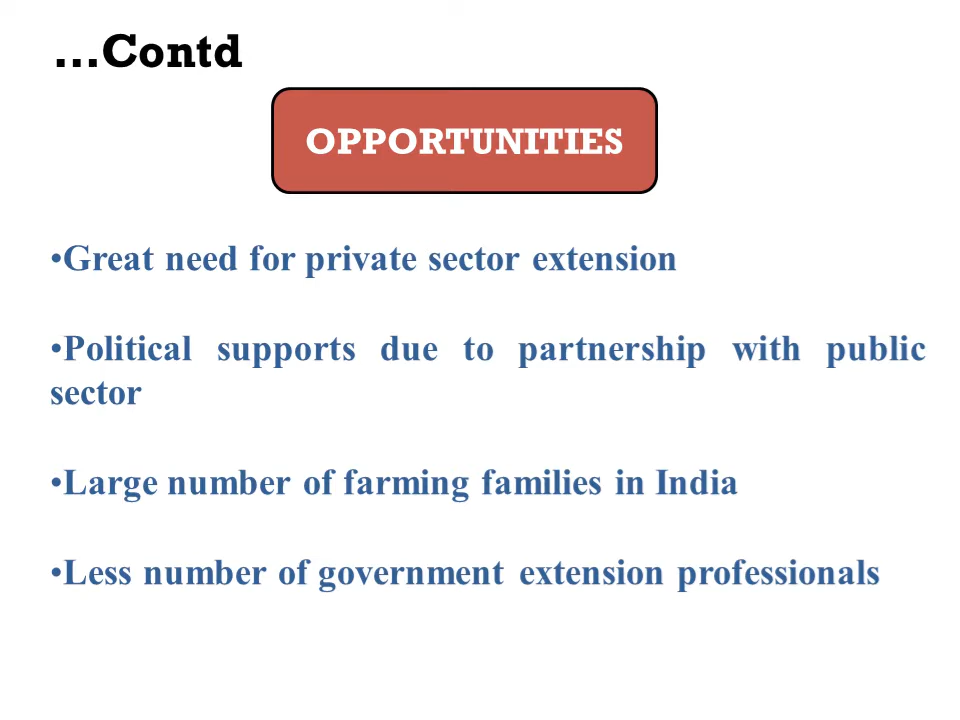 ...Contd
OPPORTUNITIES
•Great need for private sector extension
•Political supports due to partnership with public
sector
•Large number of farming families in India
•Less number of government extension professionals